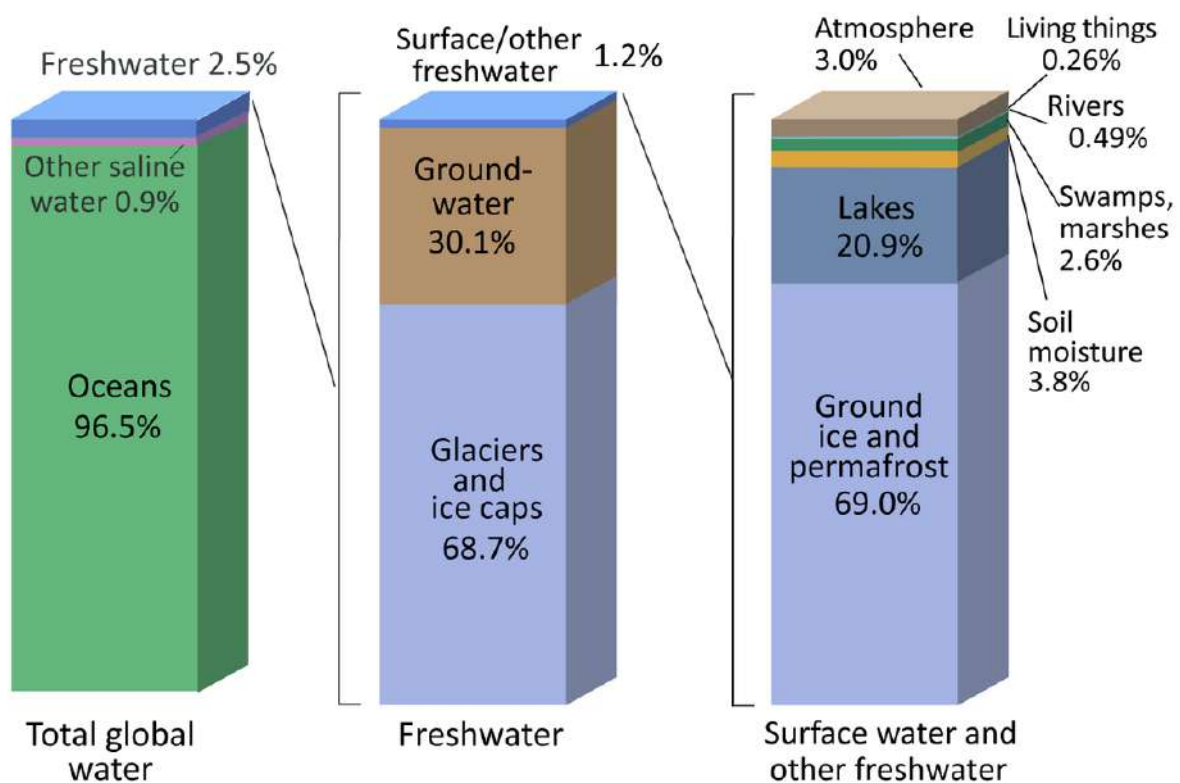 Freshwater 2.5%
Other saline
water 0.9%
Oceans
96.5%
Total global
water
Surface/other
freshwater
1.2%
Ground-
water
30.1%
Glaciers
and
ice caps
68.7%
Freshwater
Atmosphere
3.0%
Living things
0.26%
Rivers
0.49%
Swamps,
marshes
2.6%
Soil
moisture
3.8%
Lakes
20.9%
Ground
ice and
permafrost
69.0%
Surface water and
other freshwater